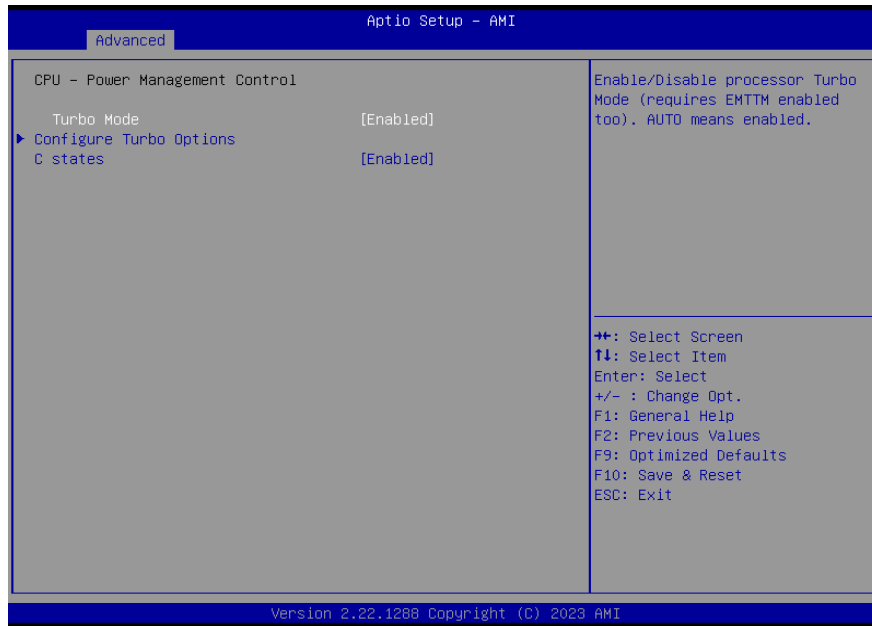 Aptio Setup – AMI
Advanced
CPU – Power Management Control
Turbo Mode [Enabled]
Configure Turbo Options
C states [Enabled]
Enable/Disable processor Turbo
Mode (requires EMTTM enabled
too). AUTO means enabled.
→←: Select Screen
↑↓: Select Item
Enter: Select
+/- : Change Opt.
F1: General Help
F2: Previous Values
F9: Optimized Defaults
F10: Save & Reset
ESC: Exit
Version 2.22.1288 Copyright (C) 2023 AMI